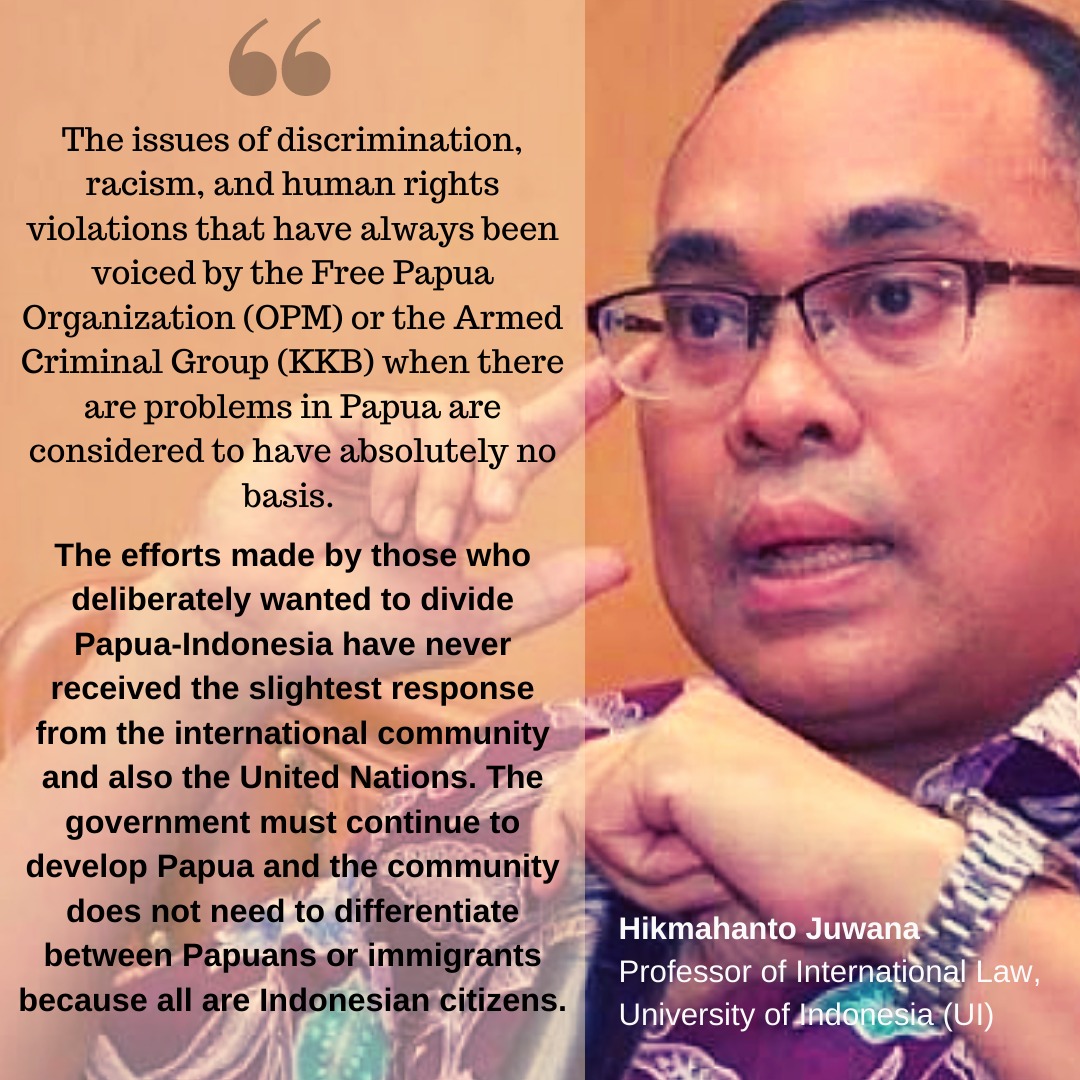 “
The issues of discrimination,
racism, and human rights
violations that have always been
voiced by the Free Papua
Organization (OPM) or the Armed
Criminal Group (KKB) when there
are problems in Papua are
considered to have absolutely no
basis.
The efforts made by those who
deliberately wanted to divide
Papua-Indonesia have never
received the slightest response
from the international community
and also the United Nations. The
government must continue to
develop Papua and the community
does not need to differentiate
between Papuans or immigrants
because all are Indonesian citizens.
Hikmahanto Juwana
Professor of International Law,
University of Indonesia (UI)